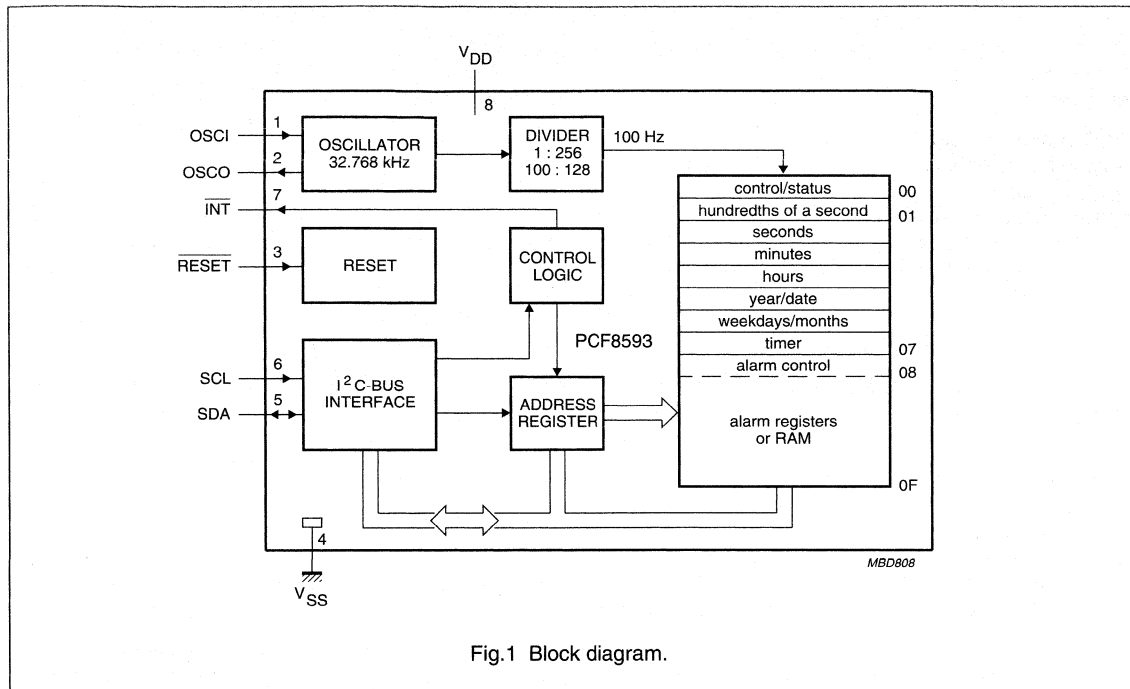 V DD
8
OSCI
1
OSCILLATOR
32.768 kHz
DIVIDER
1 : 256
100 : 128
100 Hz
OSCO
2
INT
7
RESET
3
RESET
CONTROL
LOGIC
PCF8593
SCL
6
SDA
5
I²C-BUS
INTERFACE
ADDRESS
REGISTER
control/status
00
hundredths of a second
01
seconds
minutes
hours
year/date
weekdays/months
timer
07
alarm control
08
alarm registers
or RAM
0F
4
V SS
MBD808
Fig.1 Block diagram.